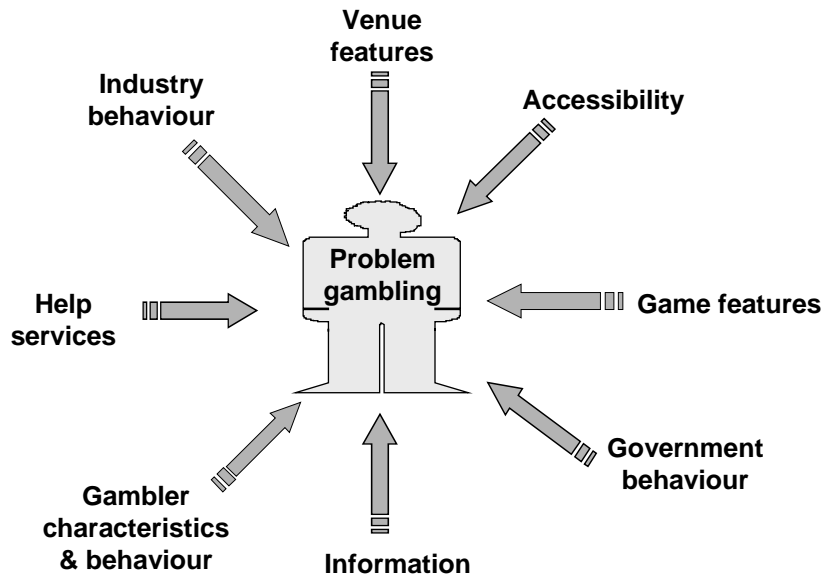 Venue
features
Industry
behaviour
Accessibility
Problem
gambling
Help
services
Game features
Government
behaviour
Gambler
characteristics
& behaviour
Information